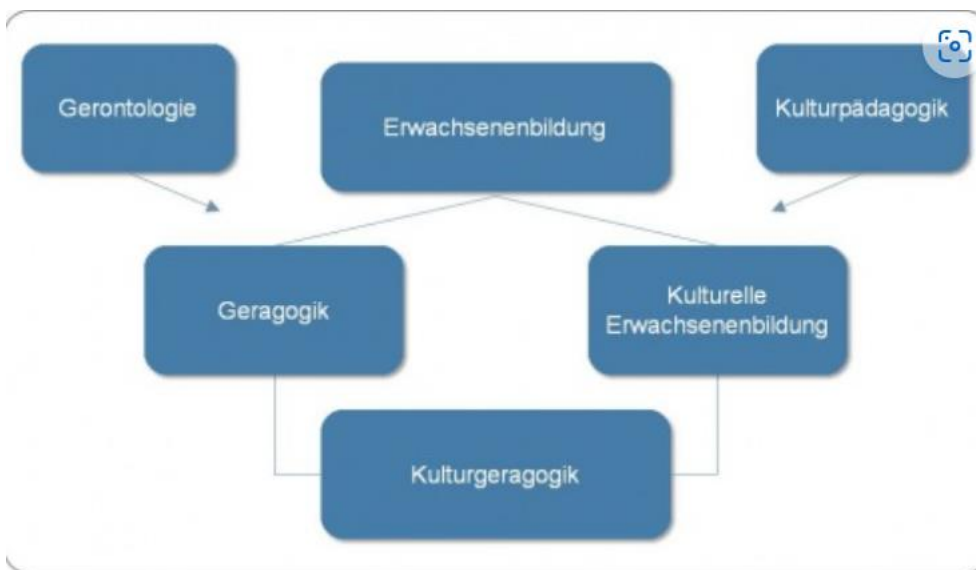 Gerontologie
Erwachsenenbildung
Kulturpädagogik
Geragogik
Kulturelle
Erwachsenenbildung
Kulturgeragogik